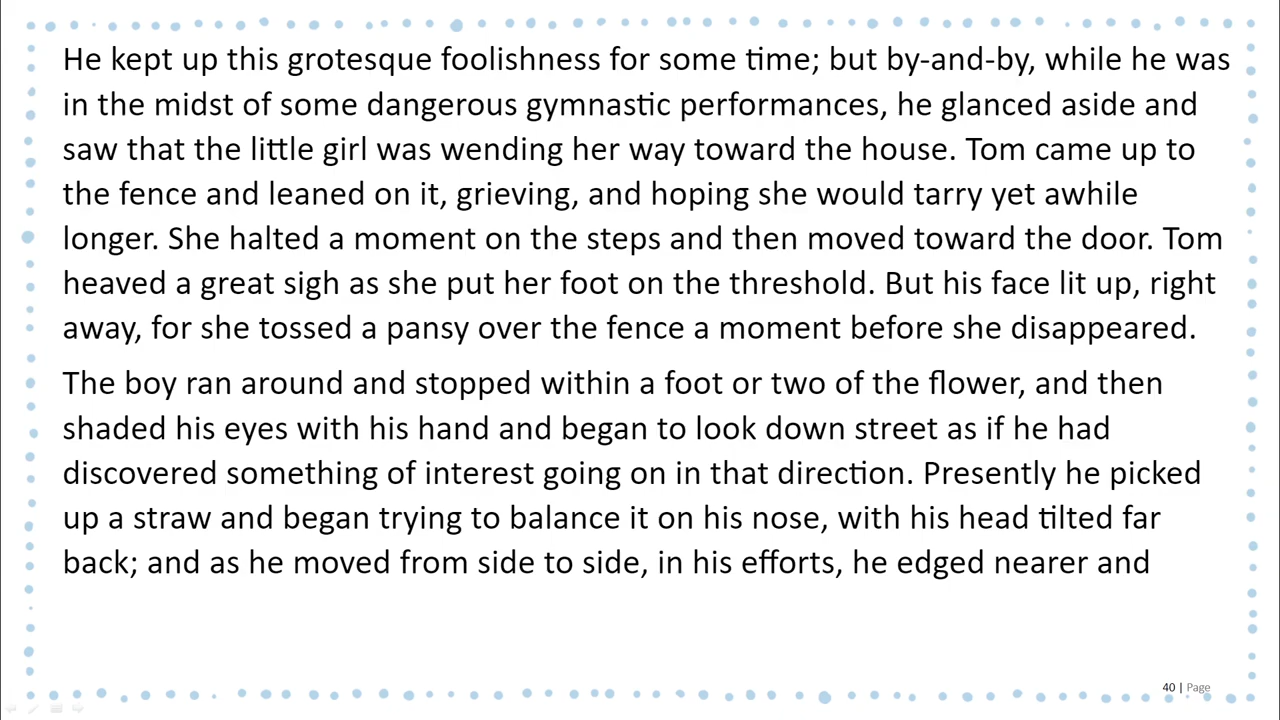 He kept up this grotesque foolishness for some time; but by-and-by, while he was
in the midst of some dangerous gymnastic performances, he glanced aside and
saw that the little girl was wending her way toward the house. Tom came up to
the fence and leaned on it, grieving, and hoping she would tarry yet awhile
longer. She halted a moment on the steps and then moved toward the door. Tom
heaved a great sigh as she put her foot on the threshold. But his face lit up, right
away, for she tossed a pansy over the fence a moment before she disappeared.
The boy ran around and stopped within a foot or two of the flower, and then
shaded his eyes with his hand and began to look down street as if he had
discovered something of interest going on in that direction. Presently he picked
up a straw and began trying to balance it on his nose, with his head tilted far
back; and as he moved from side to side, in his efforts, he edged nearer and
40 | Page